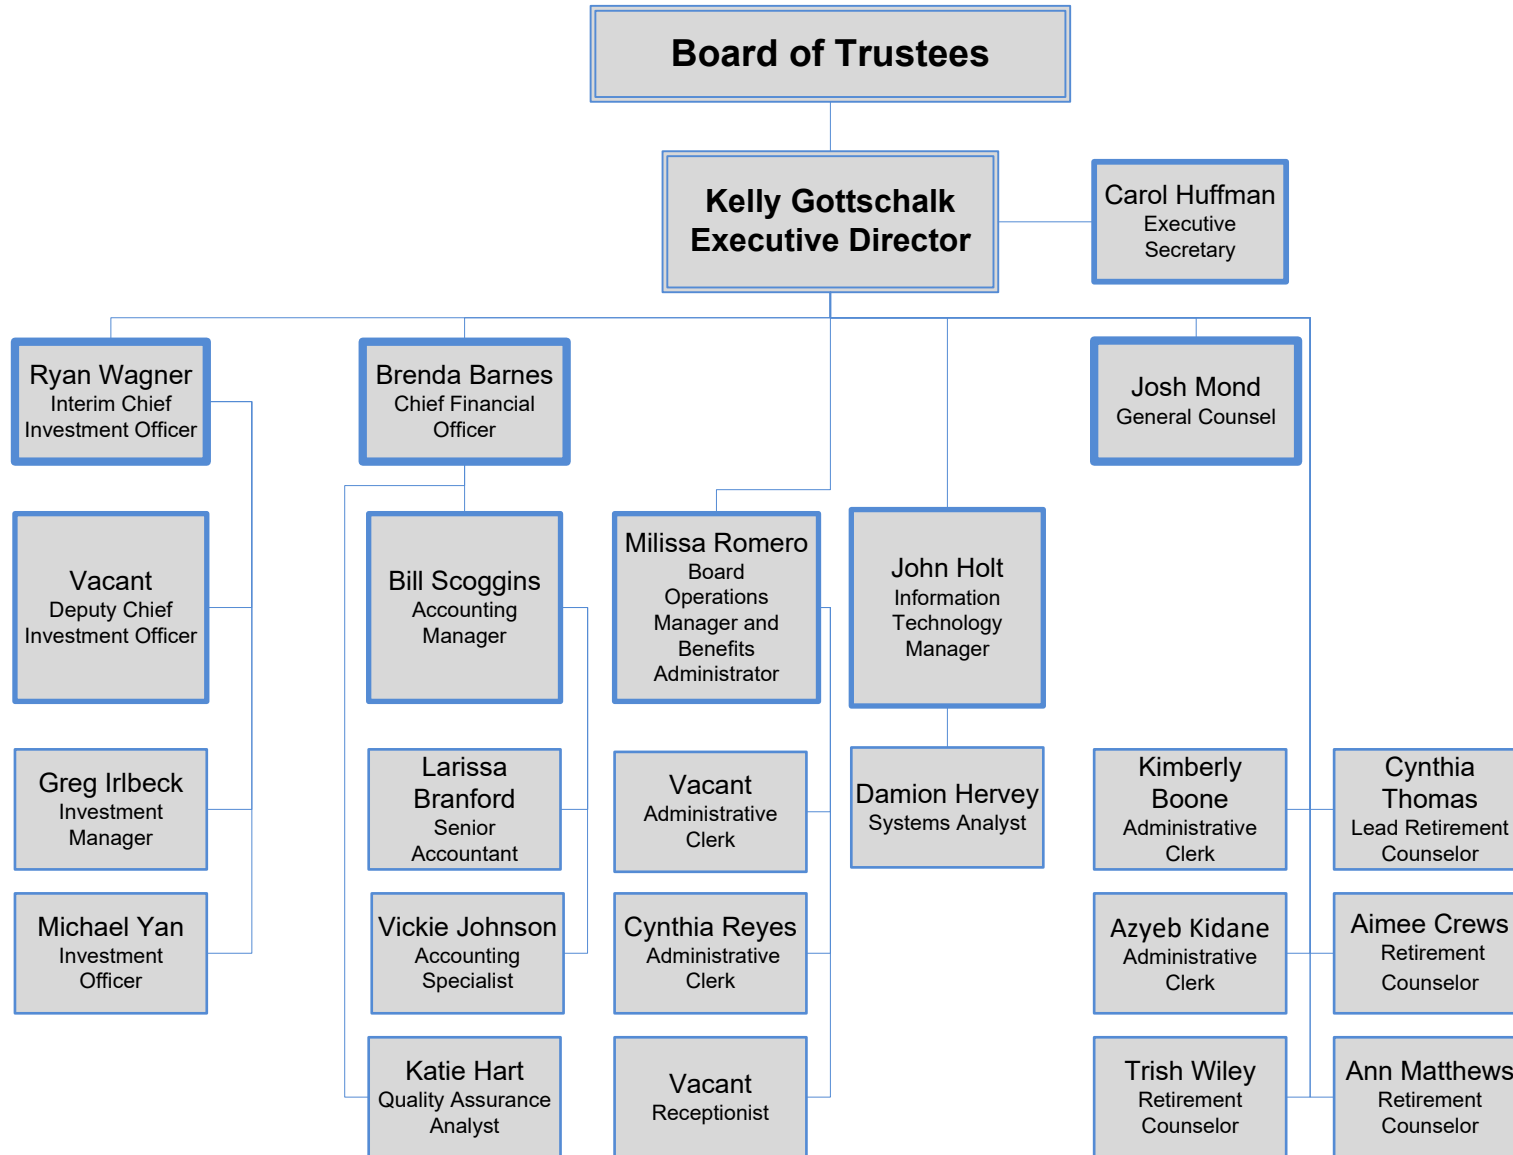 Board of Trustees
Kelly Gottschalk
Executive Director
Carol Huffman
Executive
Secretary
Ryan Wagner
Interim Chief
Investment Officer
Brenda Barnes
Chief Financial
Officer
Josh Mond
General Counsel
Vacant
Deputy Chief
Investment Officer
Bill Scoggins
Accounting
Manager
Milissa Romero
Board
Operations
Manager and
Benefits
Administrator
John Holt
Information
Technology
Manager
Greg Irlbeck
Investment
Manager
Larissa
Branford
Senior
Accountant
Vacant
Administrative
Clerk
Damion Hervey
Systems Analyst
Kimberly
Boone
Administrative
Clerk
Cynthia
Thomas
Lead Retirement
Counselor
Michael Yan
Investment
Officer
Vickie Johnson
Accounting
Specialist
Cynthia Reyes
Administrative
Clerk
Azyeb Kidane
Administrative
Clerk
Aimee Crews
Retirement
Counselor
Katie Hart
Quality Assurance
Analyst
Vacant
Receptionist
Trish Wiley
Retirement
Counselor
Ann Matthews
Retirement
Counselor